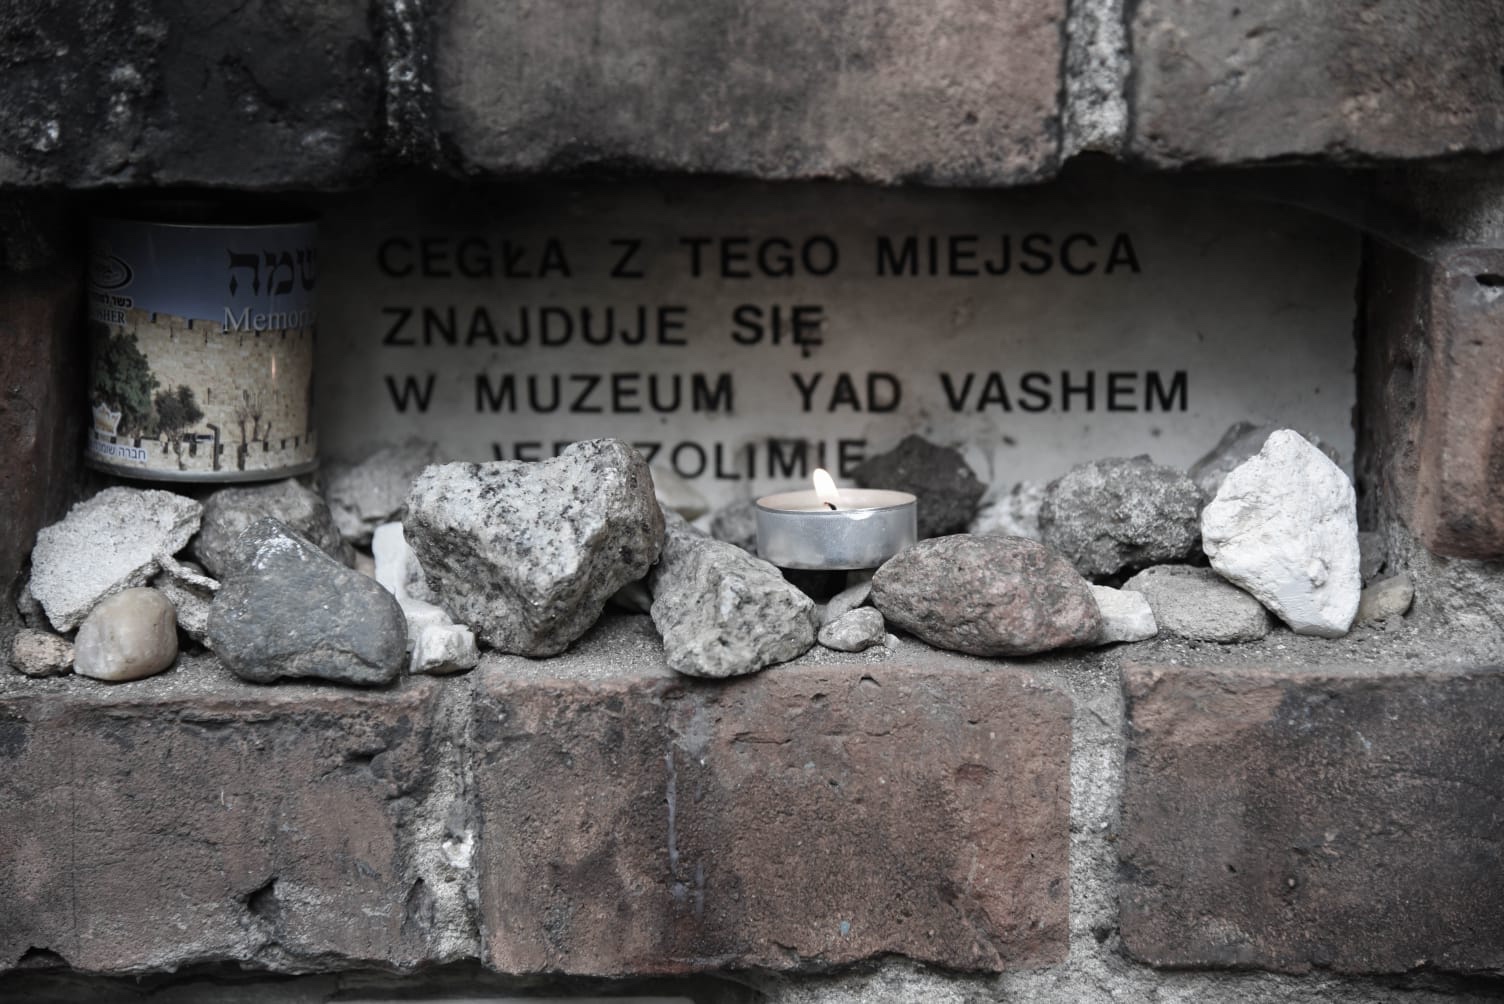 CEGŁA Z TEGO MIEJSCA
ZNAJDUJE SIĘ
W MUZEUM YAD VASHEM